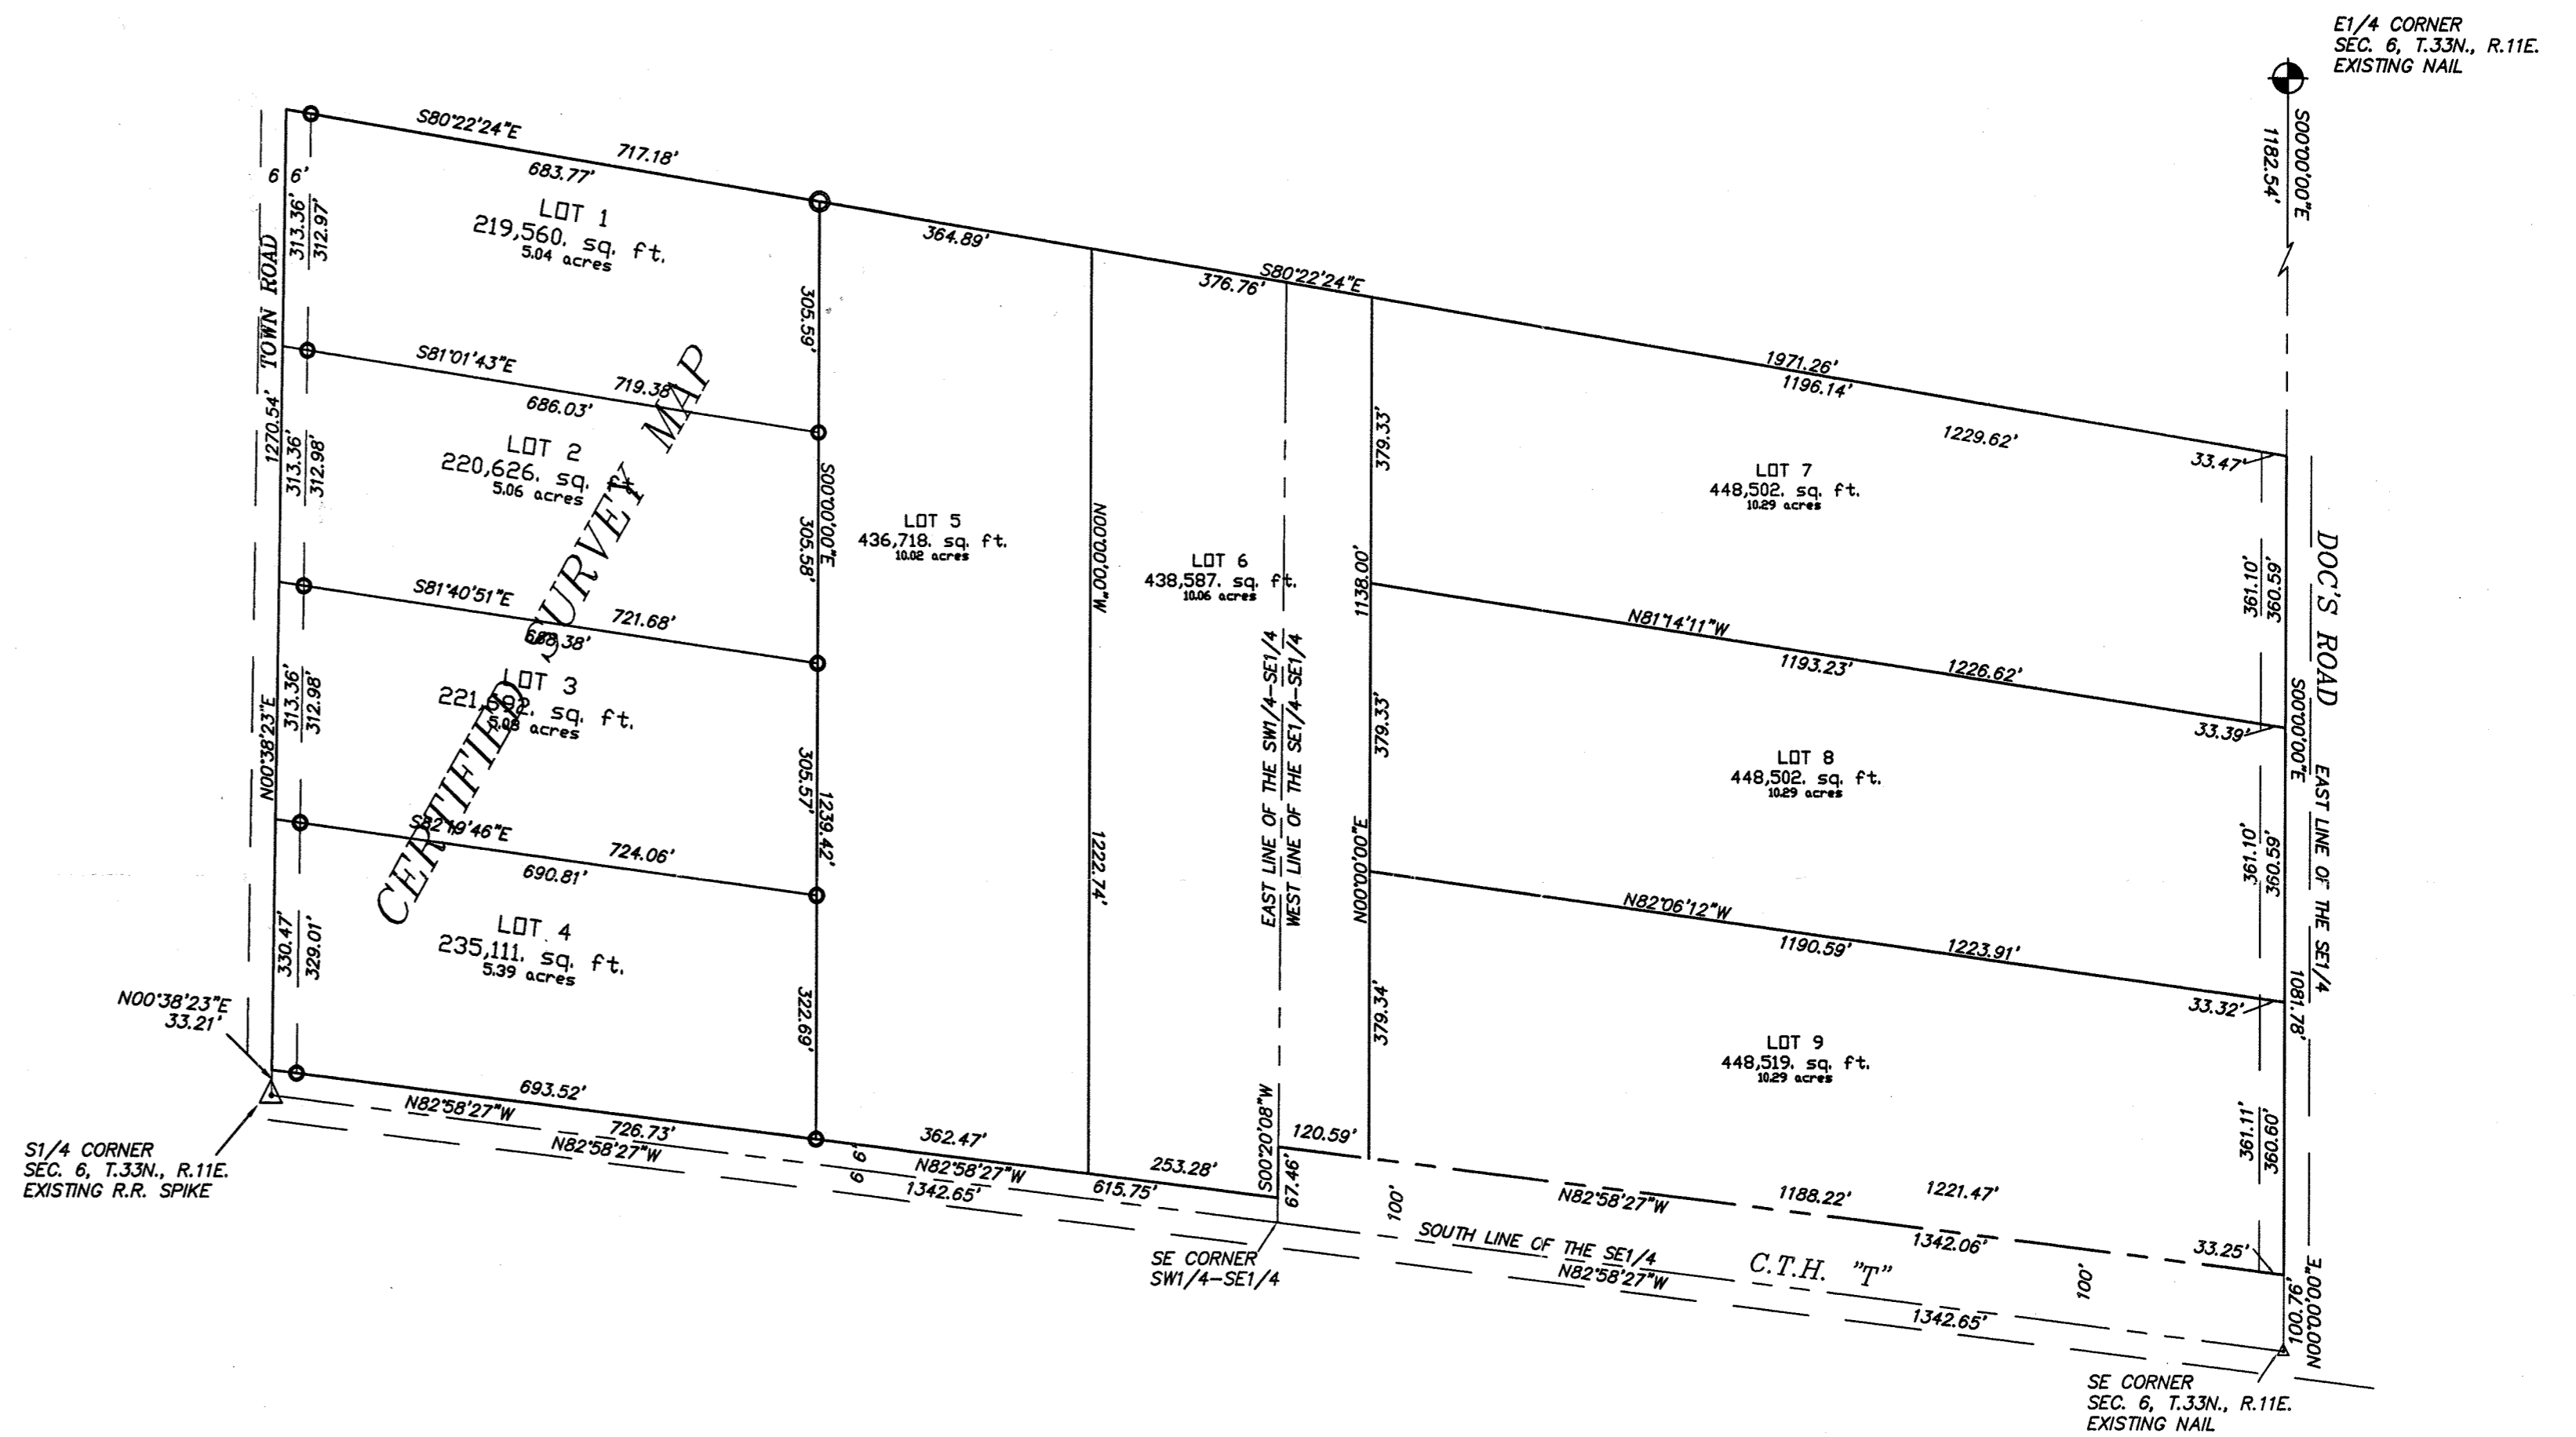 E1/4 CORNER
SEC. 6, T.33N., R.11E.
EXISTING NAIL
S00°00'00"E
1182.54'
S80°22'24"E
717.18'
683.77'
6 6'
313.36'
312.97'
LOT 1
219,560. sq. ft.
5.04 acres
TOWN ROAD
1270.54'
N00°38'23"E
305.59'
S81°01'43"E
719.38'
686.03'
313.36'
312.98'
LOT 2
220,626. sq. ft.
5.06 acres
S00°00'00"E
305.58'
S81°40'51"E
721.68'
688.38'
313.36'
312.98'
LOT 3
221,692. sq. ft.
5.08 acres
305.57'
1239.42'
S82°19'46"E
724.06'
690.81'
330.47'
329.01'
LOT 4
235,111. sq. ft.
5.39 acres
322.69'
CERTIFIED SURVEY MAP
N00°38'23"E
33.21'
S1/4 CORNER
SEC. 6, T.33N., R.11E.
EXISTING R.R. SPIKE
693.52'
N82°58'27"W
726.73'
N82°58'27"W
364.89'
LOT 5
436,718. sq. ft.
10.02 acres
N00°00'00"W
1222.74'
362.47'
N82°58'27"W
1342.65'
615.75'
253.28'
376.76'
S80°22'24"E
LOT 6
438,587. sq. ft.
10.06 acres
EAST LINE OF THE SW1/4-SE1/4
WEST LINE OF THE SE1/4-SE1/4
S00°20'08"W
67.46'
120.59'
SE CORNER
SW1/4-SE1/4
1971.26'
1196.14'
1229.62'
33.47'
379.33'
1138.00'
N00°00'00"E
LOT 7
448,502. sq. ft.
10.29 acres
361.10'
360.59'
N81°14'11"W
1193.23'
1226.62'
33.39'
379.33'
LOT 8
448,502. sq. ft.
10.29 acres
361.10'
360.59'
N82°06'12"W
1190.59'
1223.91'
33.32'
379.34'
LOT 9
448,519. sq. ft.
10.29 acres
361.11'
360.60'
DOC'S ROAD
S00°00'00"E
EAST LINE OF THE SE1/4
1081.78'
N82°58'27"W
1188.22'
1221.47'
1342.06'
33.25'
100'
SOUTH LINE OF THE SE1/4
N82°58'27"W
C.T.H. "T"
100'
1342.65'
N00°00'00"E
100.76'
SE CORNER
SEC. 6, T.33N., R.11E.
EXISTING NAIL